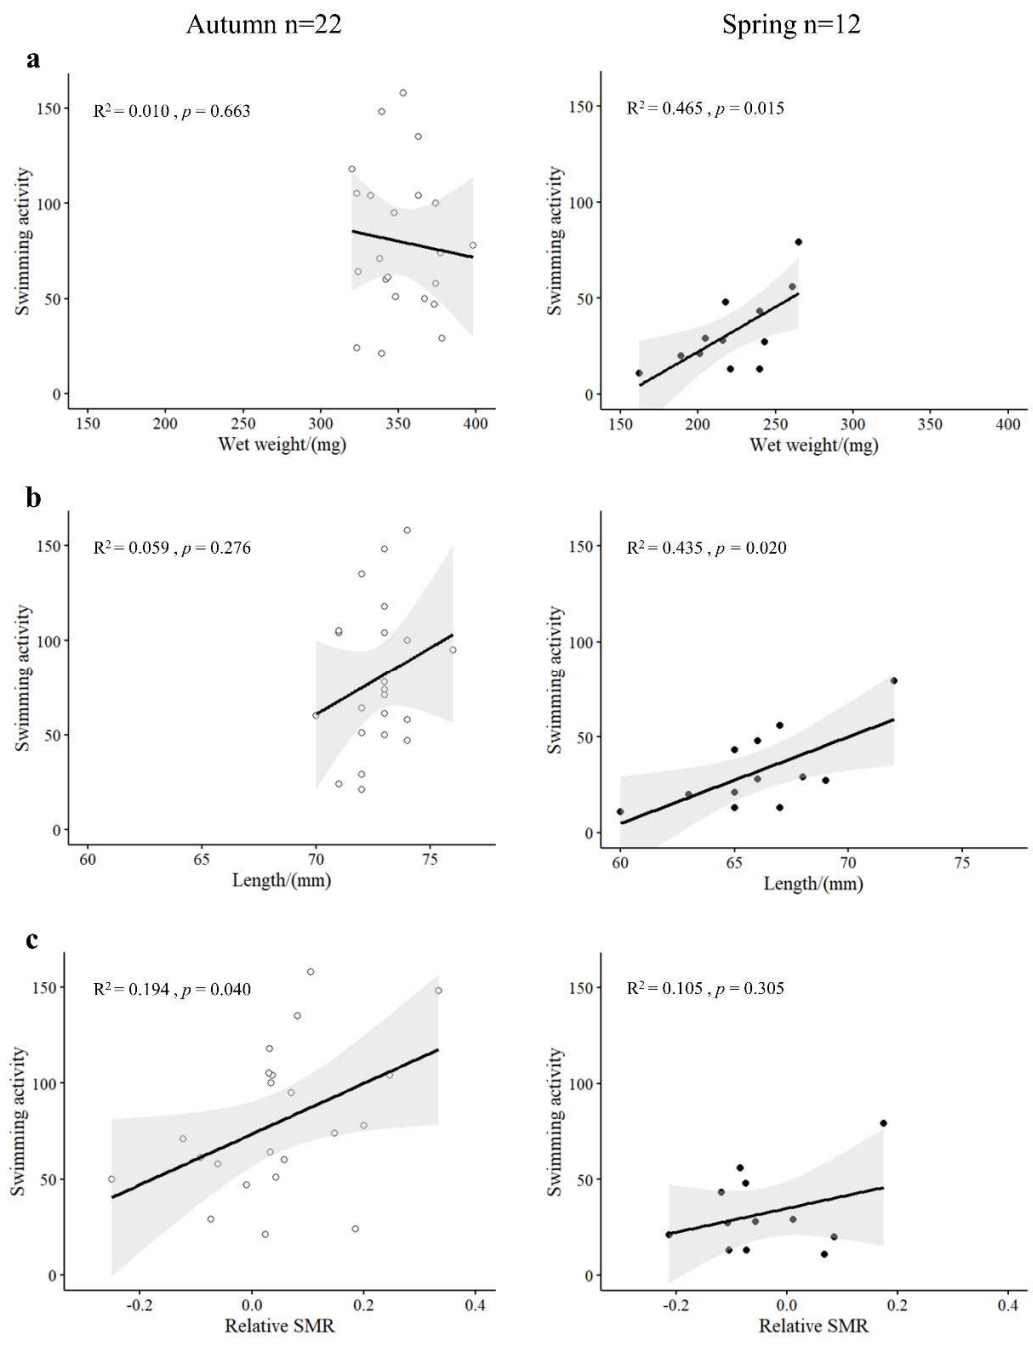 Autumn n=22
Spring n=12
a
150
100
50
0
Swimming activity
R² = 0.010 , p = 0.663
150 200 250 300 350 400
Wet weight/(mg)
150
100
50
0
Swimming activity
R² = 0.465 , p = 0.015
150 200 250 300 350 400
Wet weight/(mg)
b
150
100
50
0
Swimming activity
R² = 0.059 , p = 0.276
60 65 70 75
Length/(mm)
150
100
50
0
Swimming activity
R² = 0.435 , p = 0.020
60 65 70 75
Length/(mm)
c
150
100
50
0
Swimming activity
R² = 0.194 , p = 0.040
-0.2 0.0 0.2 0.4
Relative SMR
150
100
50
0
Swimming activity
R² = 0.105 , p = 0.305
-0.2 0.0 0.2 0.4
Relative SMR